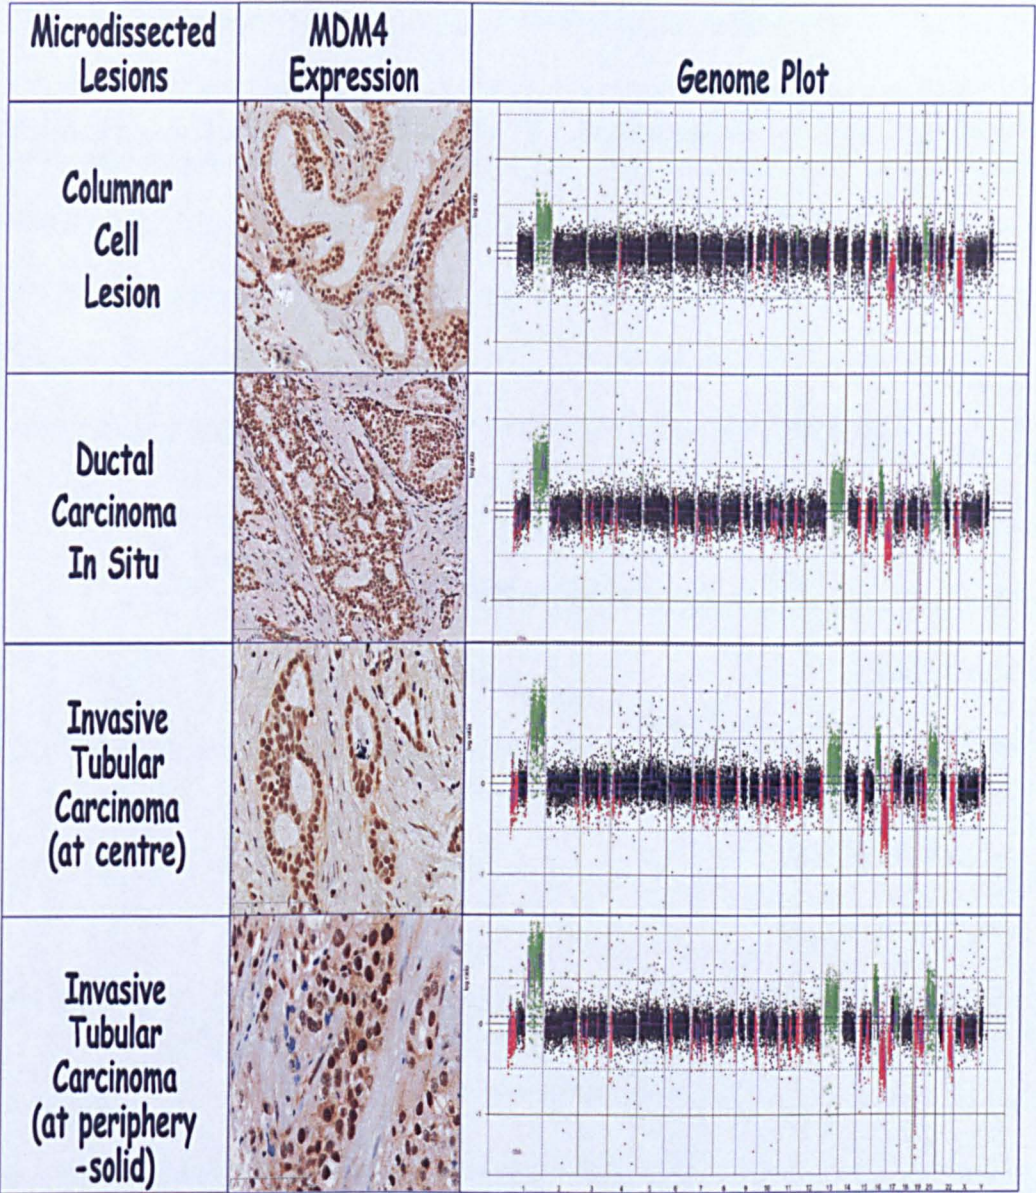 Microdissected
Lesions
MDM4
Expression
Genome Plot
Columnar
Cell
Lesion
Ductal
Carcinoma
In Situ
Invasive
Tubular
Carcinoma
(at centre)
Invasive
Tubular
Carcinoma
(at periphery
-solid)